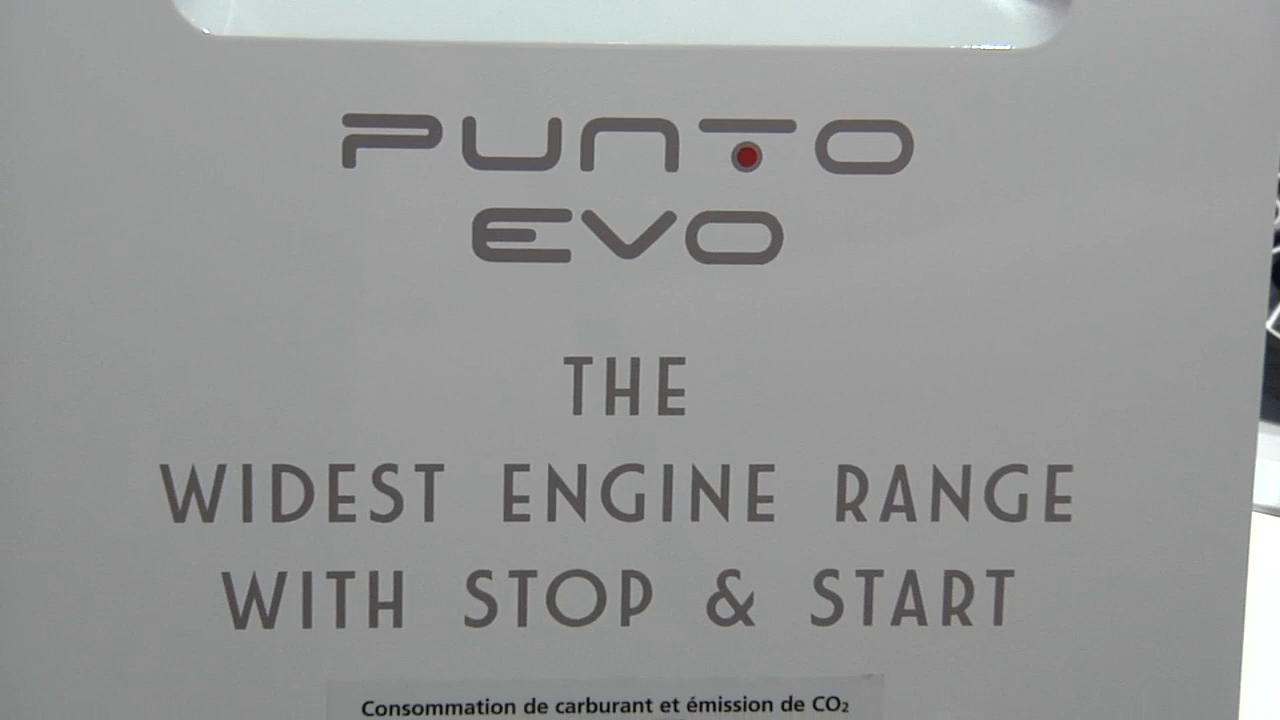 PUNTO
EVO
THE
WIDEST ENGINE RANGE
WITH STOP & START
Consommation de carburant et émission de CO₂